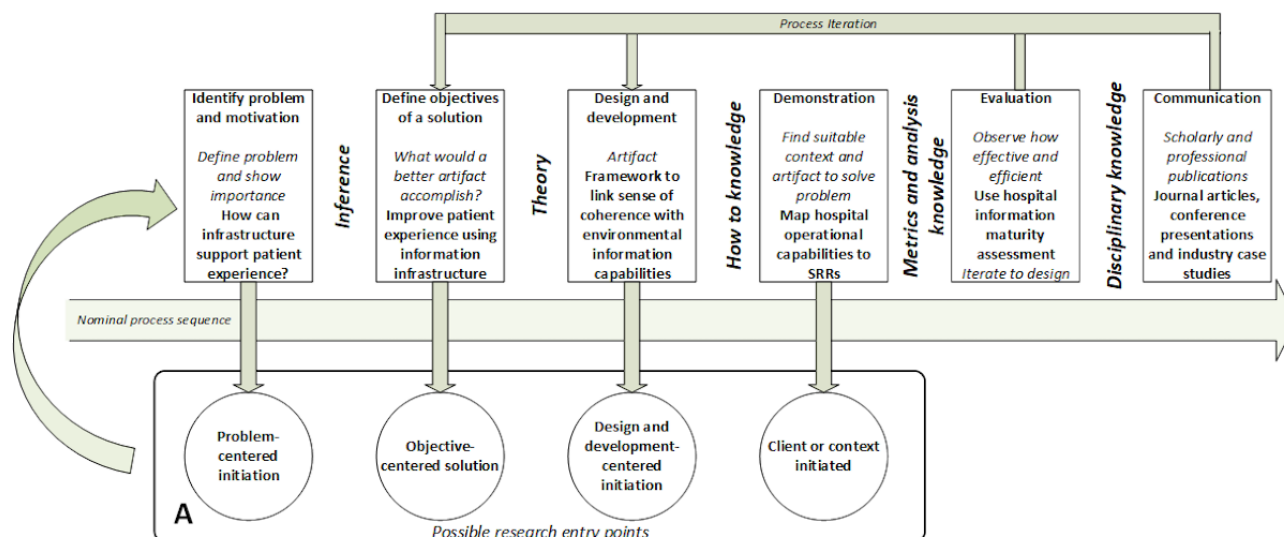 Process Iteration
Identify problem
and motivation
Define problem
and show
importance
How can
infrastructure
support patient
experience?
Inference
Define objectives
of a solution
What would a
better artifact
accomplish?
Improve patient
experience using
information
infrastructure
Theory
Design and
development
Artifact
Framework to
link sense of
coherence with
environmental
information
capabilities
How to knowledge
Demonstration
Find suitable
context and
artifact to solve
problem
Map hospital
operational
capabilities to
SRRs
Metrics and analysis
knowledge
Evaluation
Observe how
effective and
efficient
Use hospital
information
maturity
assessment
Iterate to design
Disciplinary knowledge
Communication
Scholarly and
professional
publications
Journal articles,
conference
presentations
and industry case
studies
Nominal process sequence
Problem-
centered
initiation
Objective-
centered solution
Design and
development-
centered
initiation
Client or context
initiated
A
Possible research entry points